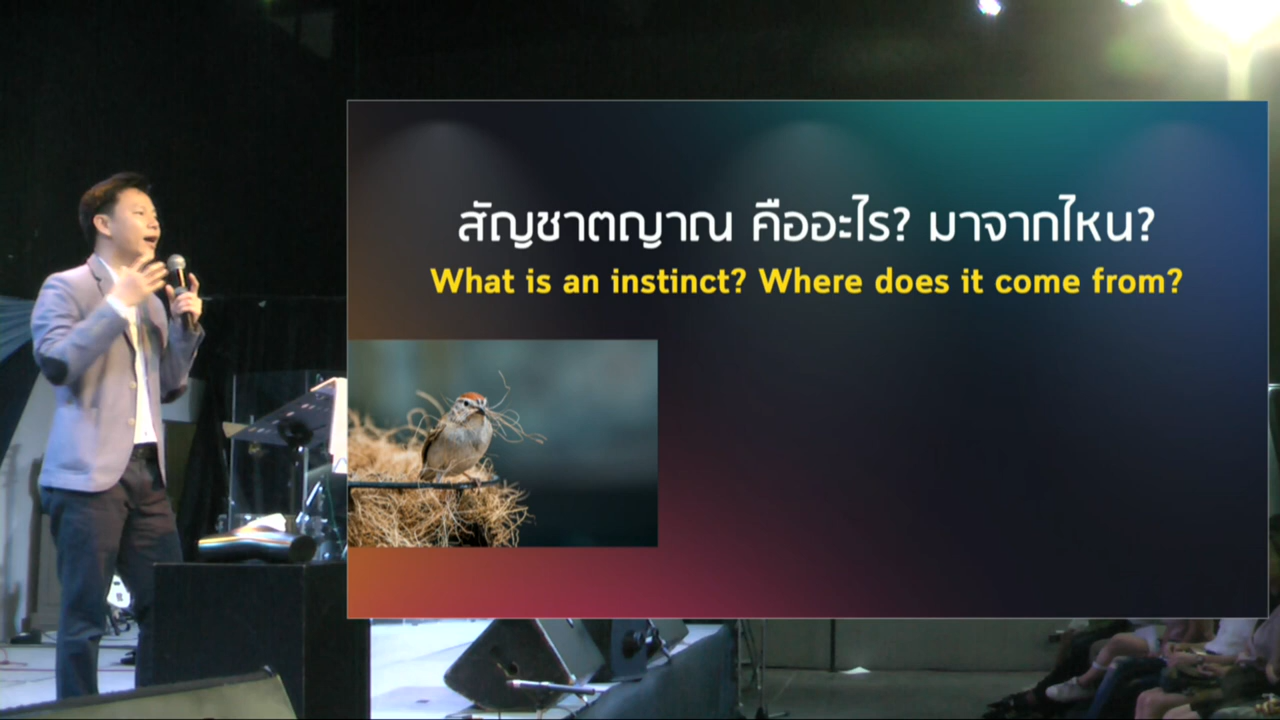 สัญชาตญาณ คืออะไร? มาจากไหน?
What is an instinct? Where does it come from?